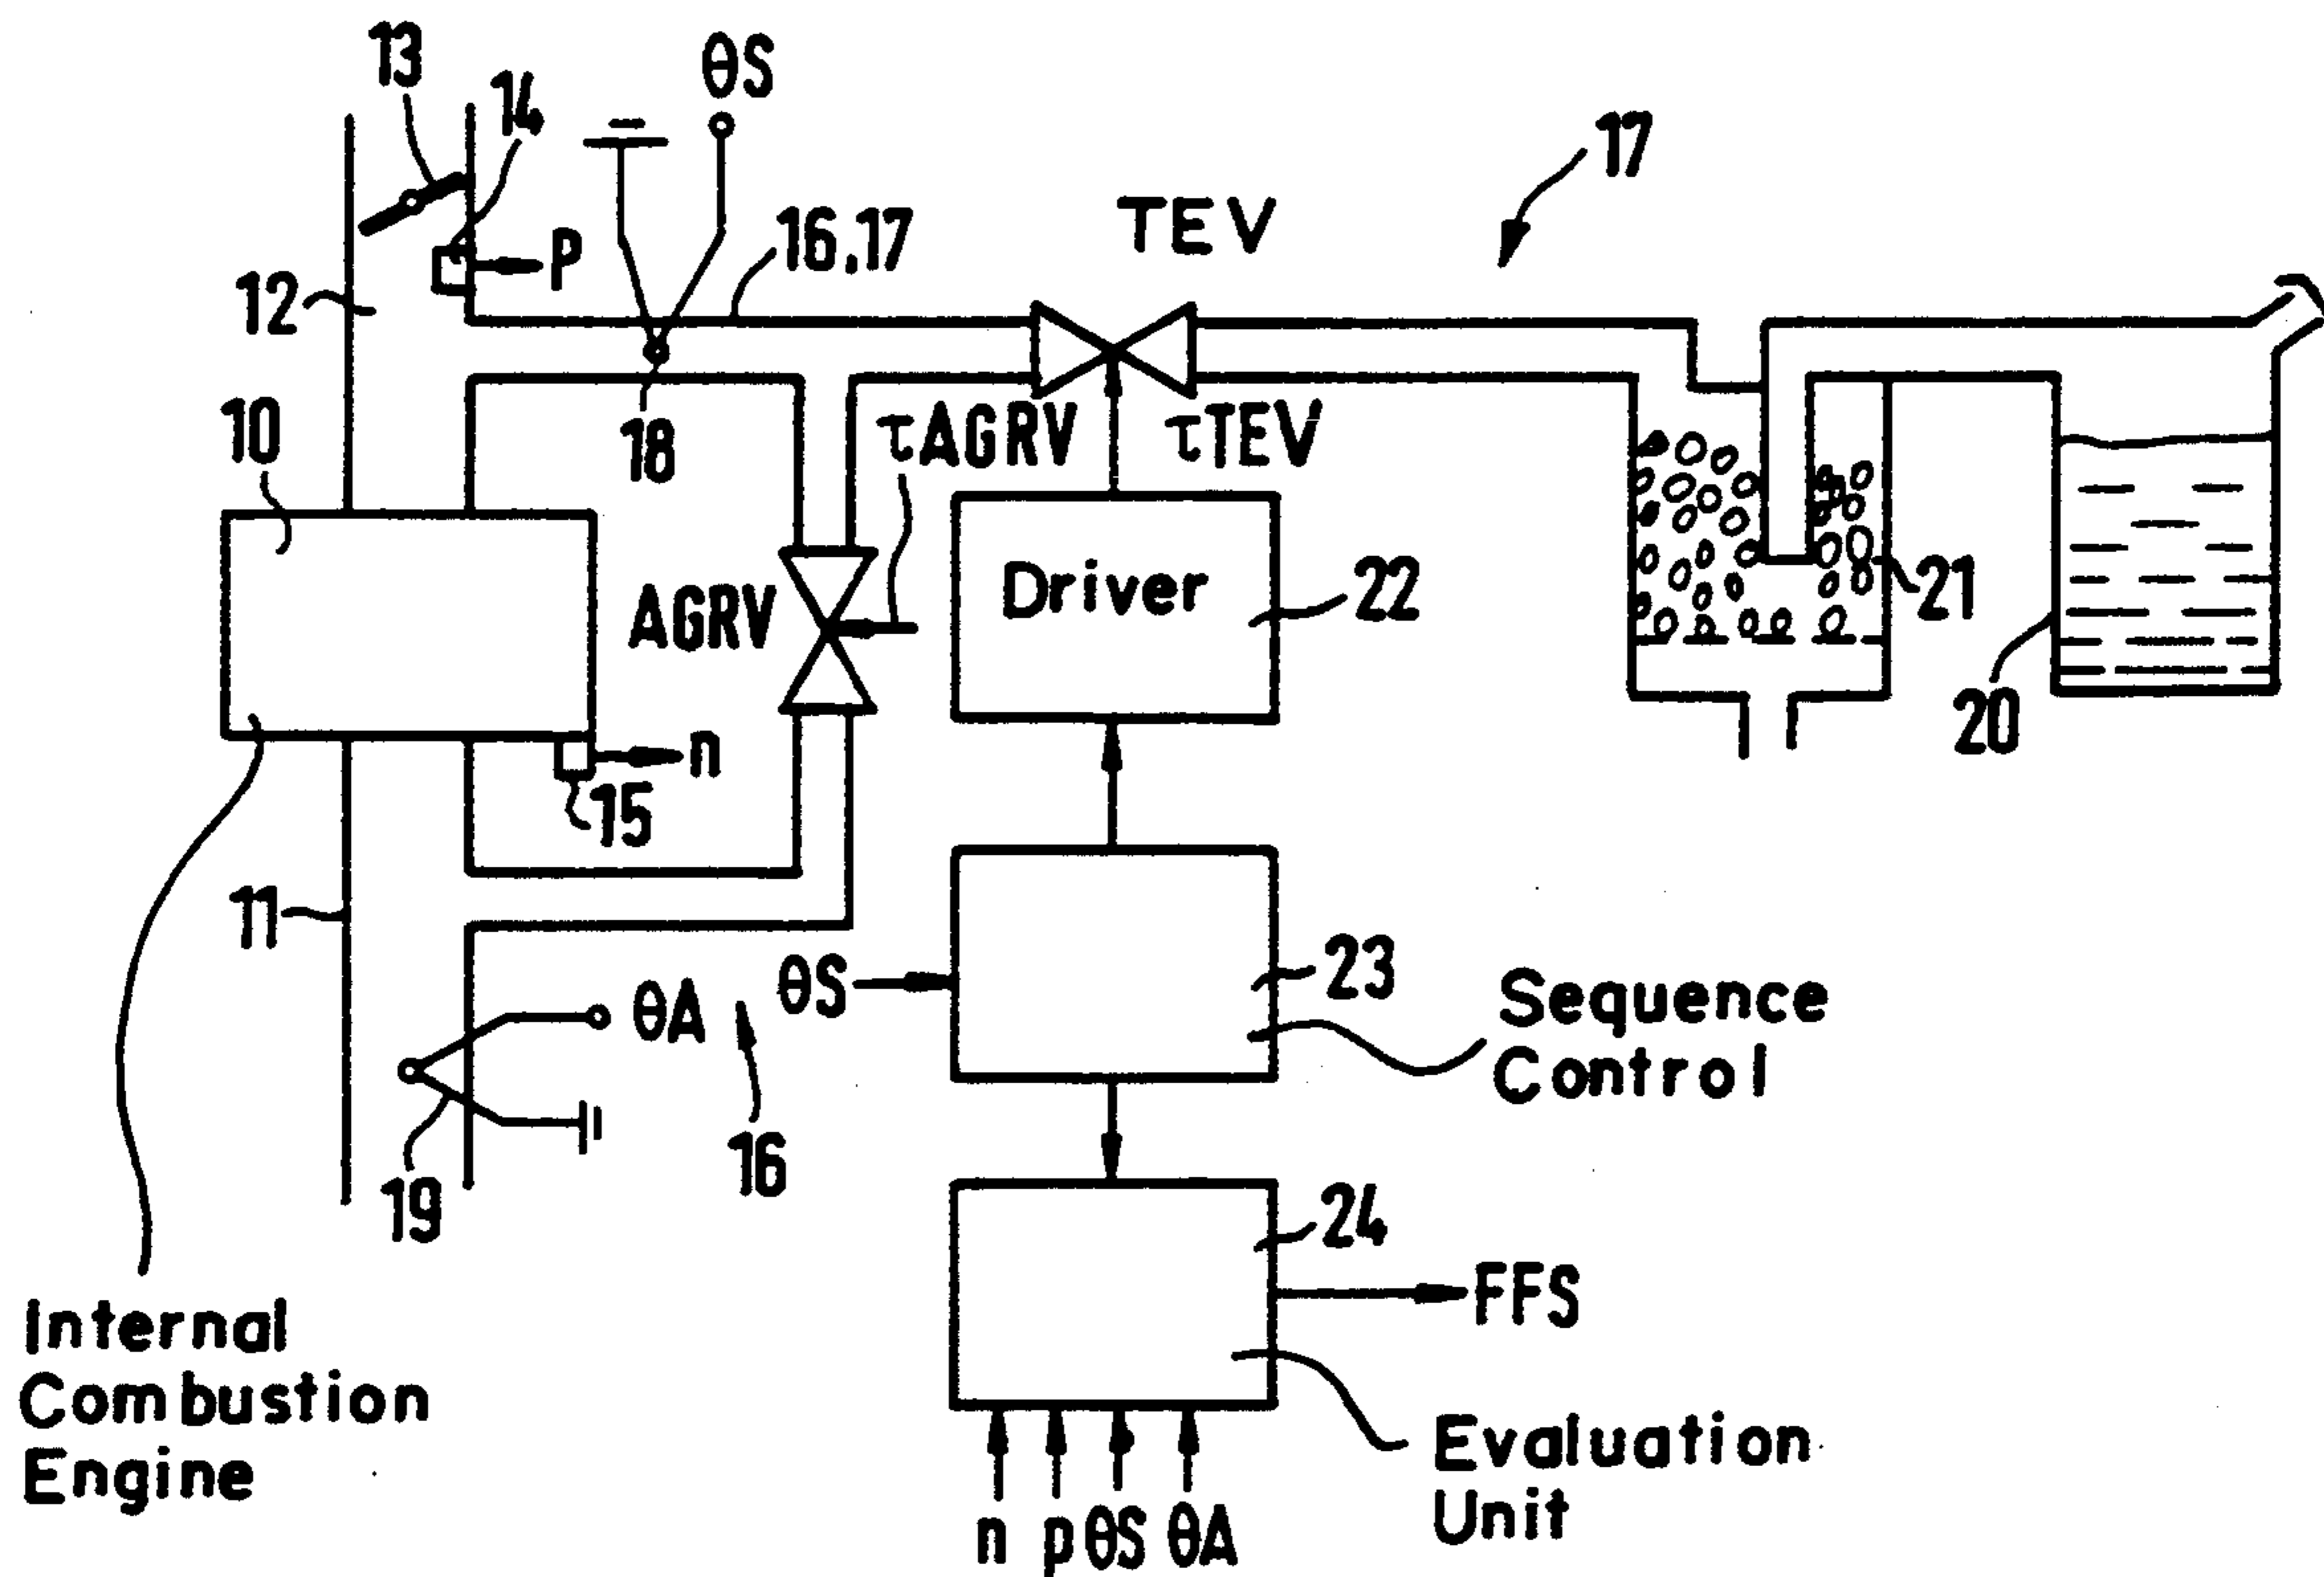 13
14
θS
17
P
16,17
TEV
12
10
18
τAGRV
τTEV
Driver
22
21
AGRV
20
n
15
11
θS
23
Sequence
Control
θA
16
19
24
FFS
Internal
Combustion
Engine
Evaluation
Unit
n p θS θA